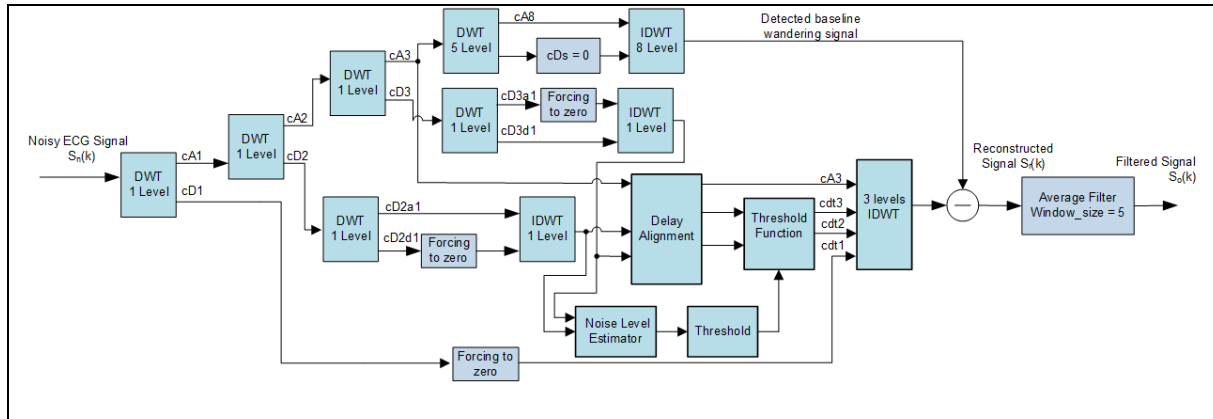 Noisy ECG Signal
Sn(k)
DWT
1 Level
cA1
cD1
DWT
1 Level
cA2
cD2
DWT
1 Level
cA3
cD3
DWT
5 Level
cA8
cDs = 0
IDWT
8 Level
Detected baseline
wandering signal
DWT
1 Level
cD3a1
cD3d1
Forcing
to zero
IDWT
1 Level
DWT
1 Level
cD2a1
cD2d1
Forcing
to zero
IDWT
1 Level
Delay
Alignment
Threshold
Function
cA3
cdt3
cdt2
cdt1
3 levels
IDWT
Noise Level
Estimator
Threshold
Forcing to
zero
Reconstructed
Signal Sf(k)
Average Filter
Window_size = 5
Filtered Signal
So(k)